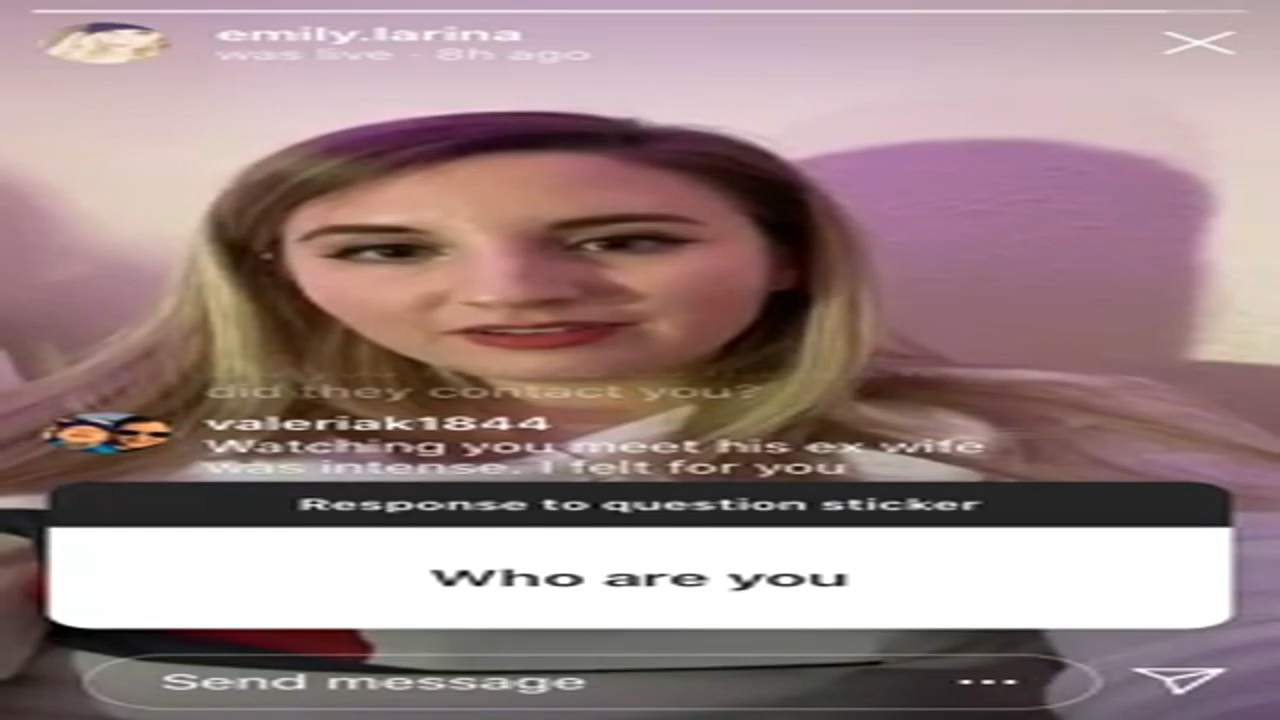 emily.larina
was live · 8h ago
did they contact you?
valeriak1844
Watching you meet his ex wife
was intense. I felt for you
Response to question sticker
Who are you
Send message